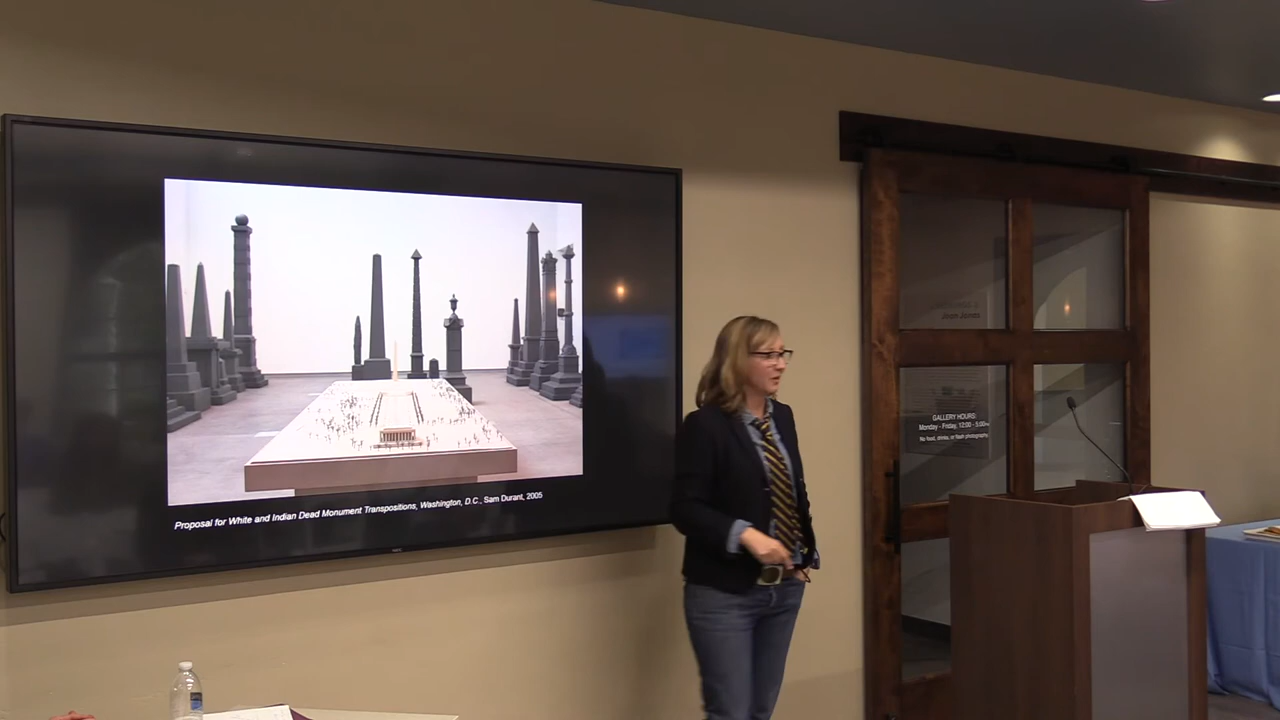 Proposal for White and Indian Dead Monument Transpositions, Washington, D.C., Sam Durant, 2005
GALLERY HOURS:
Monday - Friday, 12:00 - 5:00PM
No food, drinks, or flash photography.